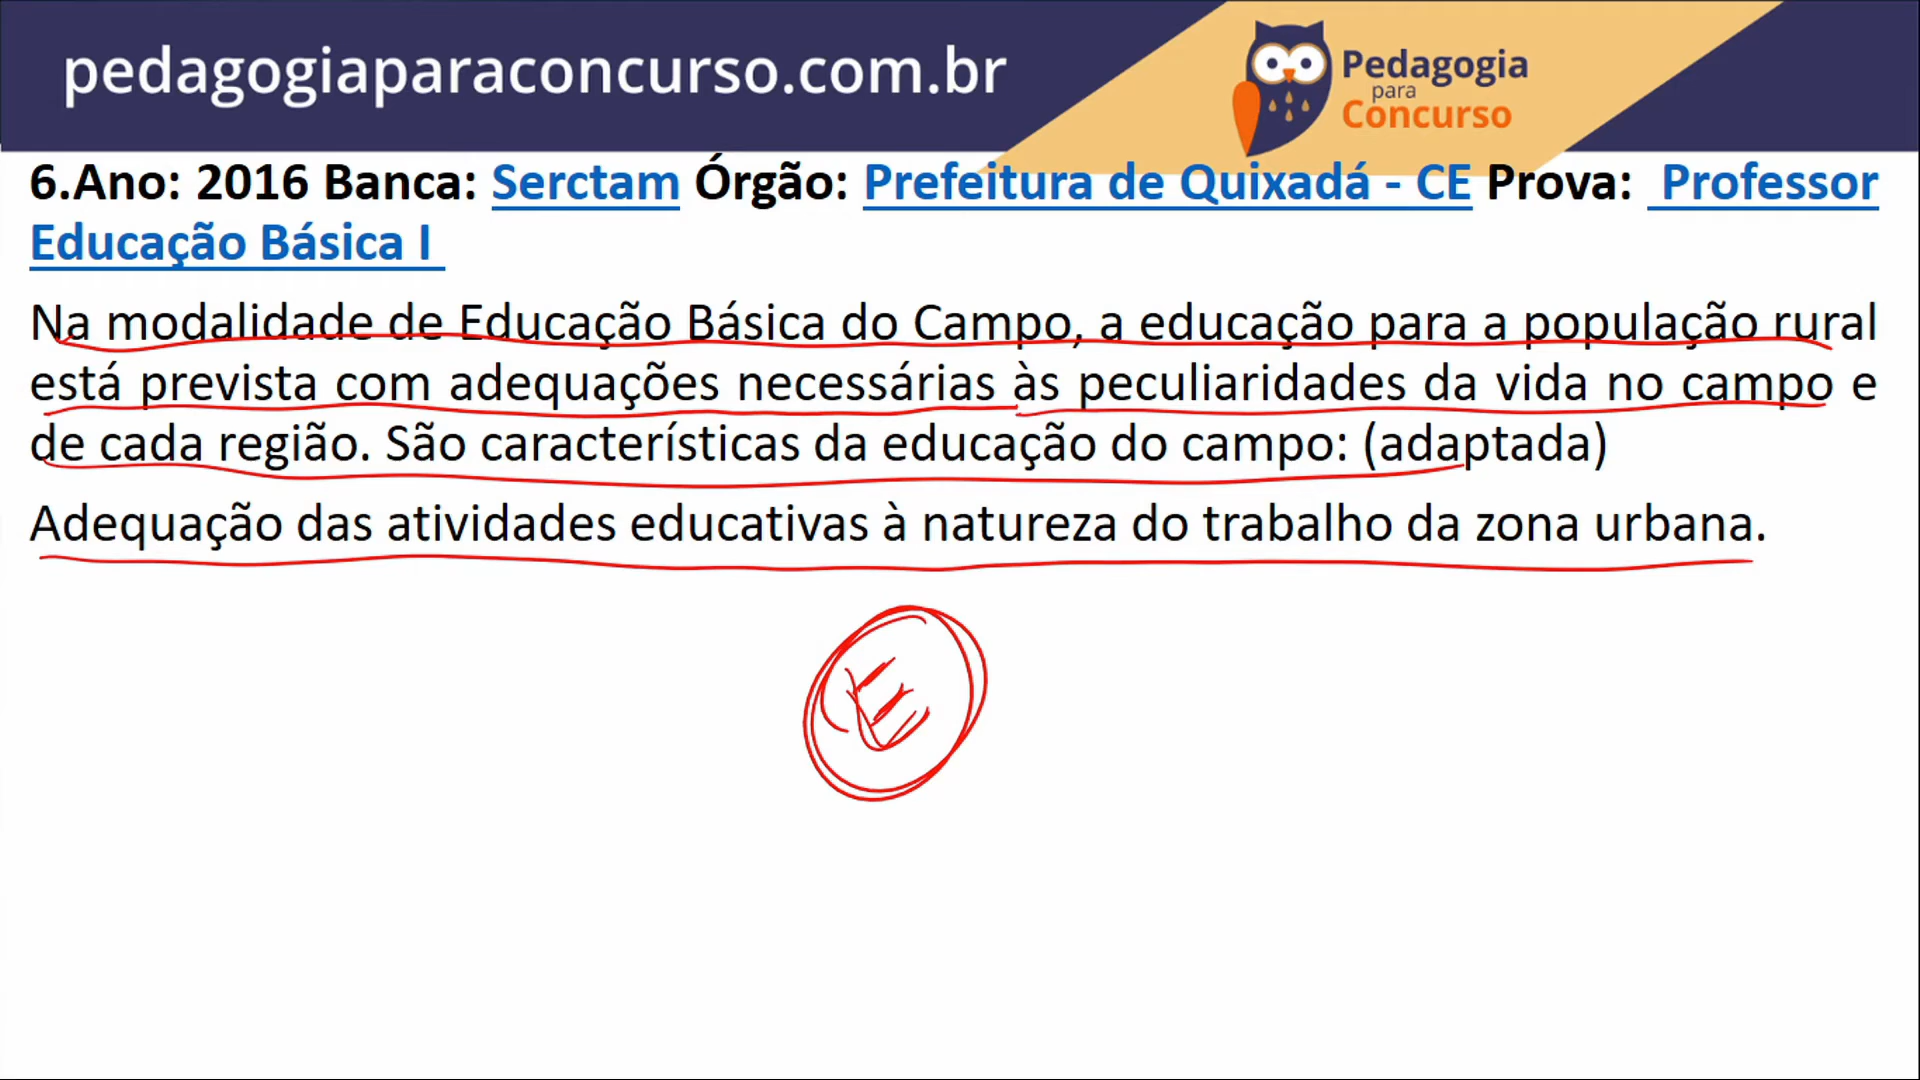 pedagogiaparaconcurso.com.br
Pedagogia
para
Concurso
6.Ano: 2016 Banca: Serctam Órgão: Prefeitura de Quixadá - CE Prova: Professor
Educação Básica I
Na modalidade de Educação Básica do Campo, a educação para a população rural
está prevista com adequações necessárias às peculiaridades da vida no campo e
de cada região. São características da educação do campo: (adaptada)
Adequação das atividades educativas à natureza do trabalho da zona urbana.
E